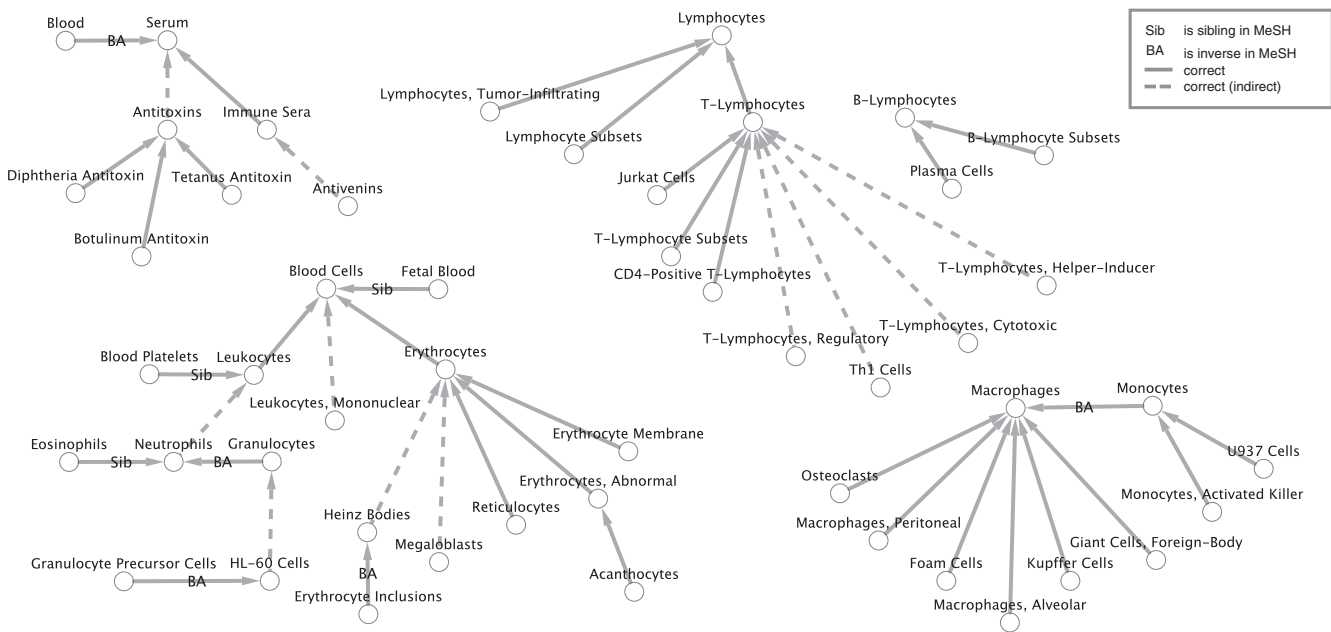 Blood
Serum
BA
Antitoxins
Immune Sera
Diphtheria Antitoxin
Tetanus Antitoxin
Antivenins
Botulinum Antitoxin
Lymphocytes
Lymphocytes, Tumor-Infiltrating
T-Lymphocytes
B-Lymphocytes
Lymphocyte Subsets
B-Lymphocyte Subsets
Jurkat Cells
Plasma Cells
T-Lymphocyte Subsets
CD4-Positive T-Lymphocytes
T-Lymphocytes, Helper-Inducer
T-Lymphocytes, Regulatory
T-Lymphocytes, Cytotoxic
Th1 Cells
Sib is sibling in MeSH
BA is inverse in MeSH
correct
correct (indirect)
Blood Cells
Fetal Blood
Sib
Blood Platelets
Leukocytes
Sib
Erythrocytes
Leukocytes, Mononuclear
Eosinophils
Neutrophils
Granulocytes
Sib
BA
Erythrocyte Membrane
Erythrocytes, Abnormal
Reticulocytes
Heinz Bodies
Megaloblasts
Granulocyte Precursor Cells
HL-60 Cells
BA
BA
Acanthocytes
Erythrocyte Inclusions
Macrophages
Monocytes
BA
U937 Cells
Osteoclasts
Monocytes, Activated Killer
Macrophages, Peritoneal
Giant Cells, Foreign-Body
Foam Cells
Kupffer Cells
Macrophages, Alveolar